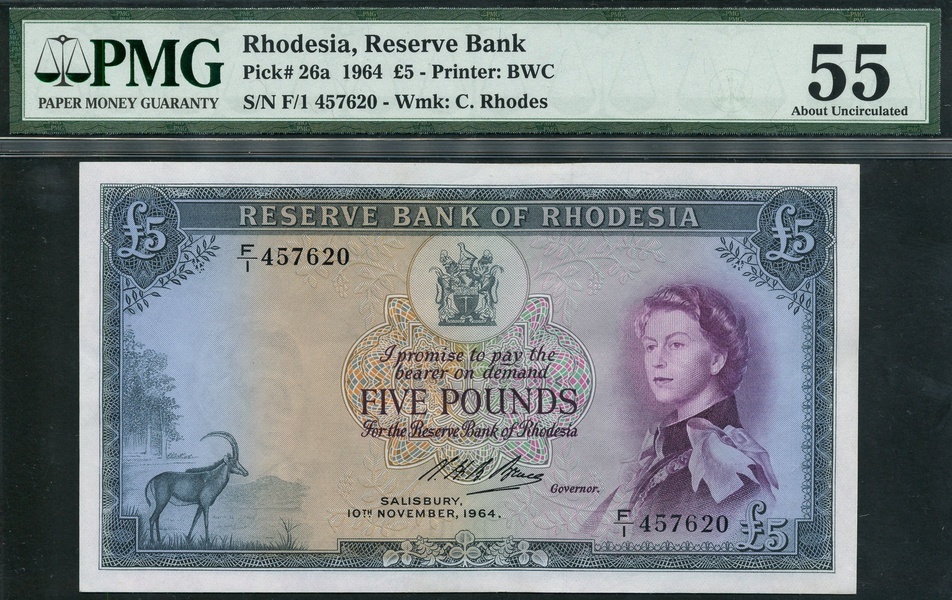 PMG
PAPER MONEY GUARANTY
Rhodesia, Reserve Bank
Pick# 26a 1964 £5 - Printer: BWC
S/N F/1 457620 - Wmk: C. Rhodes
55
About Uncirculated
£5
RESERVE BANK OF RHODESIA
£5
F/1 457620
I promise to pay the
bearer on demand
FIVE POUNDS
For the Reserve Bank of Rhodesia
Governor.
SALISBURY,
10TH NOVEMBER, 1964.
F/1 457620
£5